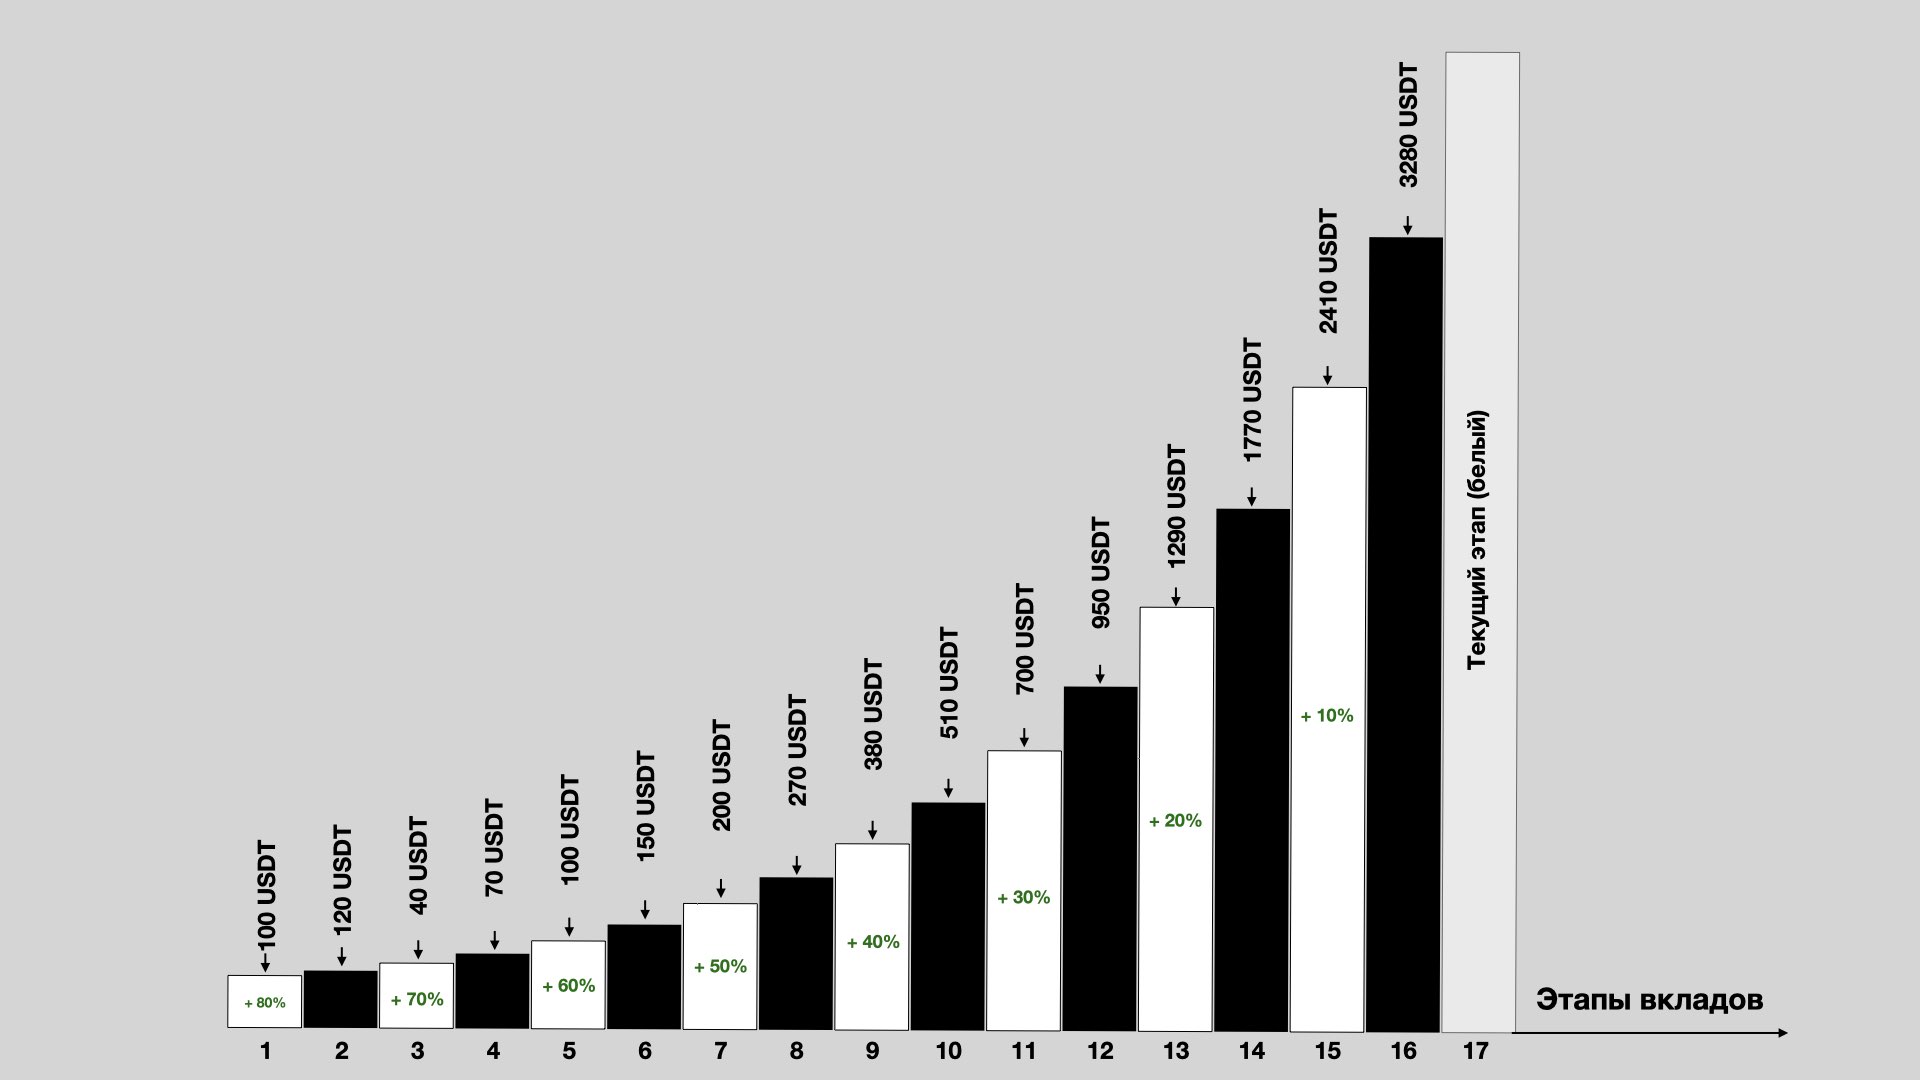 100 USDT
120 USDT
40 USDT
70 USDT
100 USDT
150 USDT
200 USDT
270 USDT
380 USDT
510 USDT
700 USDT
950 USDT
1290 USDT
1770 USDT
2410 USDT
3280 USDT
Текущий этап (белый)
+ 80%
+ 70%
+ 60%
+ 50%
+ 40%
+ 30%
+ 20%
+ 10%
Этапы вкладов
1 2 3 4 5 6 7 8 9 10 11 12 13 14 15 16 17